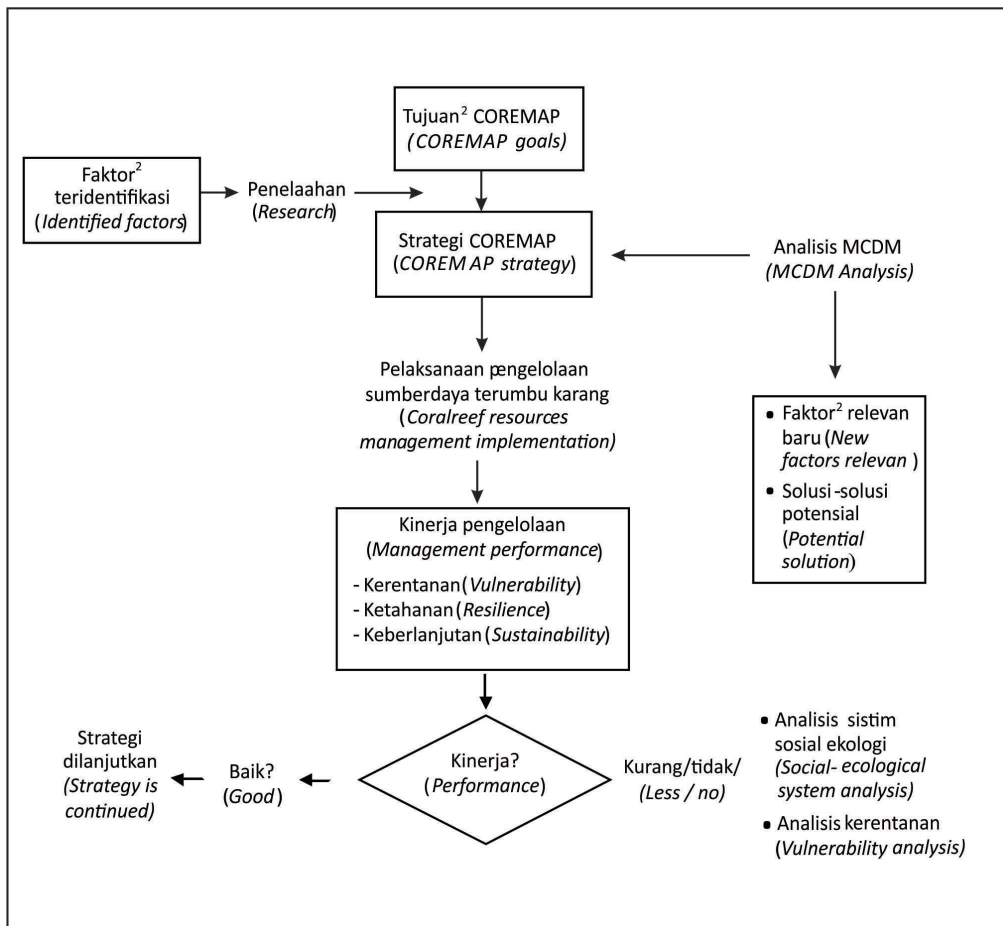 Tujuan² COREMAP
(COREMAP goals)
Faktor²
teridentifikasi
(Identified factors)
Penelaahan
(Research)
Strategi COREMAP
(COREMAP strategy)
Analisis MCDM
(MCDM Analysis)
Pelaksanaan pengelolaan
sumberdaya terumbu karang
(Coralreef resources
management implementation)
• Faktor² relevan
baru (New
factors relevan )
• Solusi-solusi
potensial
(Potential
solution)
Kinerja pengelolaan
(Management performance)
- Kerentanan (Vulnerability)
- Ketahanan (Resilience)
- Keberlanjutan (Sustainability)
Strategi
dilanjutkan
(Strategy is
continued)
Baik?
(Good)
Kinerja?
(Performance)
Kurang/tidak/
(Less / no)
• Analisis sistim
sosial ekologi
(Social- ecological
system analysis)
• Analisis kerentanan
(Vulnerability analysis)